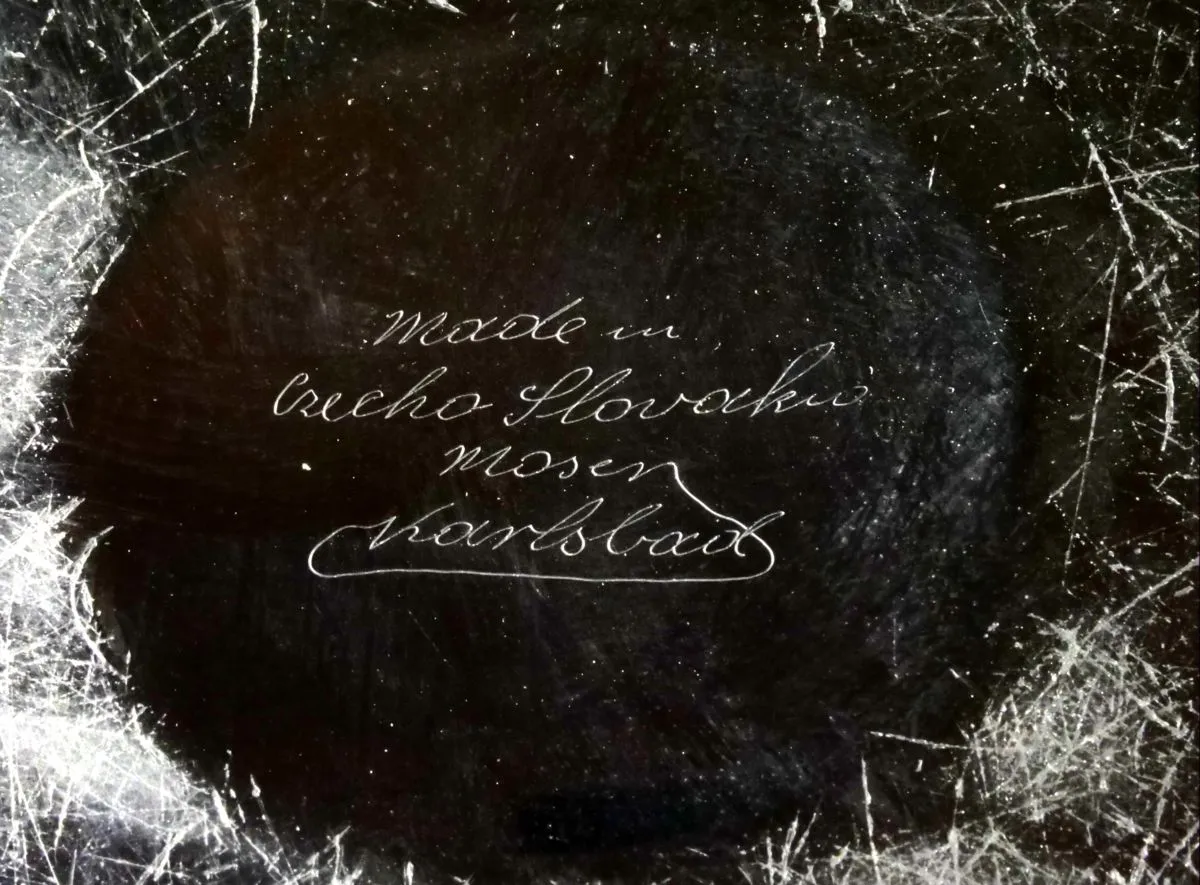 Made in
Czecho Slovakia
Moser
Karlsbad